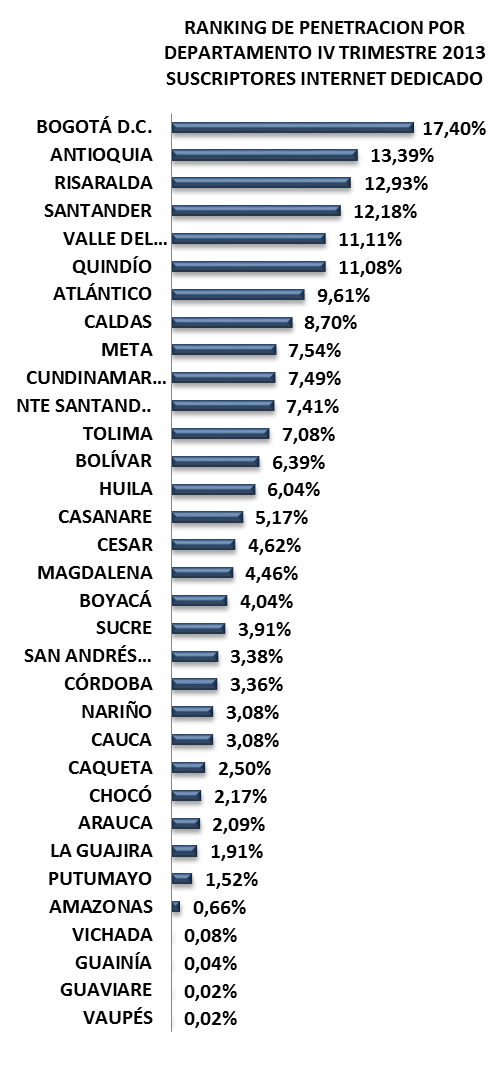 RANKING DE PENETRACION POR
DEPARTAMENTO IV TRIMESTRE 2013
SUSCRIPTORES INTERNET DEDICADO
BOGOTÁ D.C. 17,40%
ANTIOQUIA 13,39%
RISARALDA 12,93%
SANTANDER 12,18%
VALLE DEL... 11,11%
QUINDÍO 11,08%
ATLÁNTICO 9,61%
CALDAS 8,70%
META 7,54%
CUNDINAMAR... 7,49%
NTE SANTAND.. 7,41%
TOLIMA 7,08%
BOLÍVAR 6,39%
HUILA 6,04%
CASANARE 5,17%
CESAR 4,62%
MAGDALENA 4,46%
BOYACÁ 4,04%
SUCRE 3,91%
SAN ANDRÉS... 3,38%
CÓRDOBA 3,36%
NARIÑO 3,08%
CAUCA 3,08%
CAQUETA 2,50%
CHOCÓ 2,17%
ARAUCA 2,09%
LA GUAJIRA 1,91%
PUTUMAYO 1,52%
AMAZONAS 0,66%
VICHADA 0,08%
GUAINÍA 0,04%
GUAVIARE 0,02%
VAUPÉS 0,02%